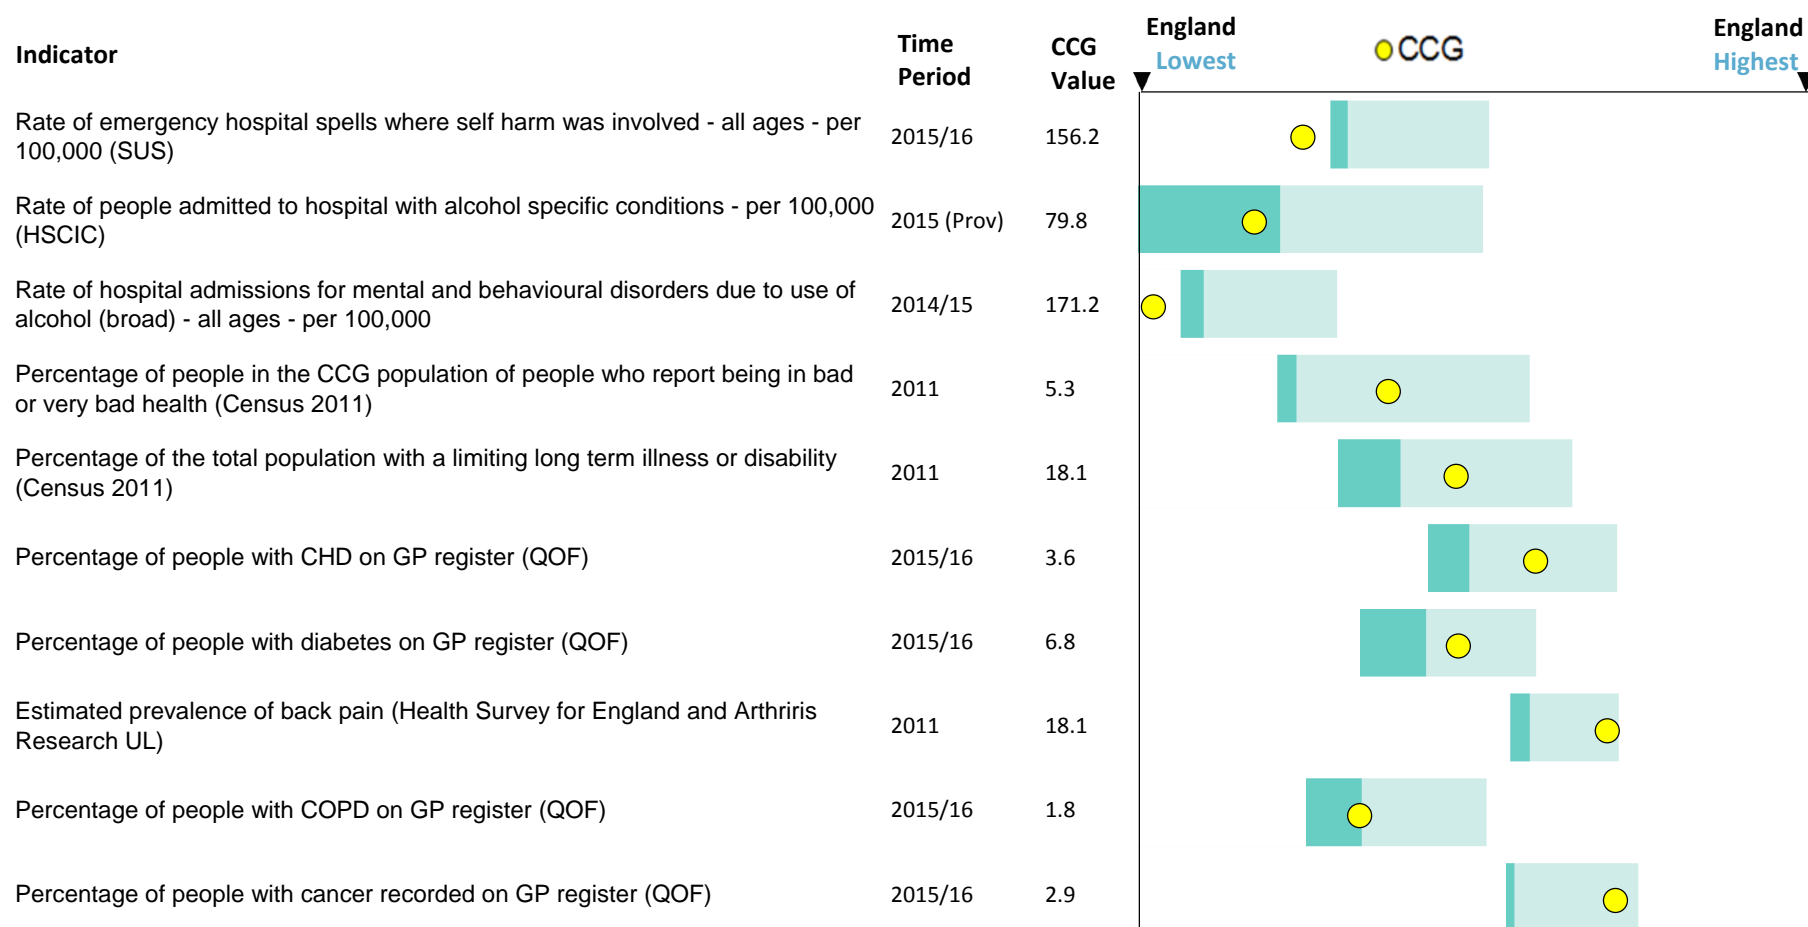 Indicator
Time
Period
CCG
Value
England
Lowest
CCG
England
Highest
Rate of emergency hospital spells where self harm was involved - all ages - per
100,000 (SUS)
2015/16
156.2
Rate of people admitted to hospital with alcohol specific conditions - per 100,000
(HSCIC)
2015 (Prov)
79.8
Rate of hospital admissions for mental and behavioural disorders due to use of
alcohol (broad) - all ages - per 100,000
2014/15
171.2
Percentage of people in the CCG population of people who report being in bad
or very bad health (Census 2011)
2011
5.3
Percentage of the total population with a limiting long term illness or disability
(Census 2011)
2011
18.1
Percentage of people with CHD on GP register (QOF)
2015/16
3.6
Percentage of people with diabetes on GP register (QOF)
2015/16
6.8
Estimated prevalence of back pain (Health Survey for England and Arthriris
Research UL)
2011
18.1
Percentage of people with COPD on GP register (QOF)
2015/16
1.8
Percentage of people with cancer recorded on GP register (QOF)
2015/16
2.9